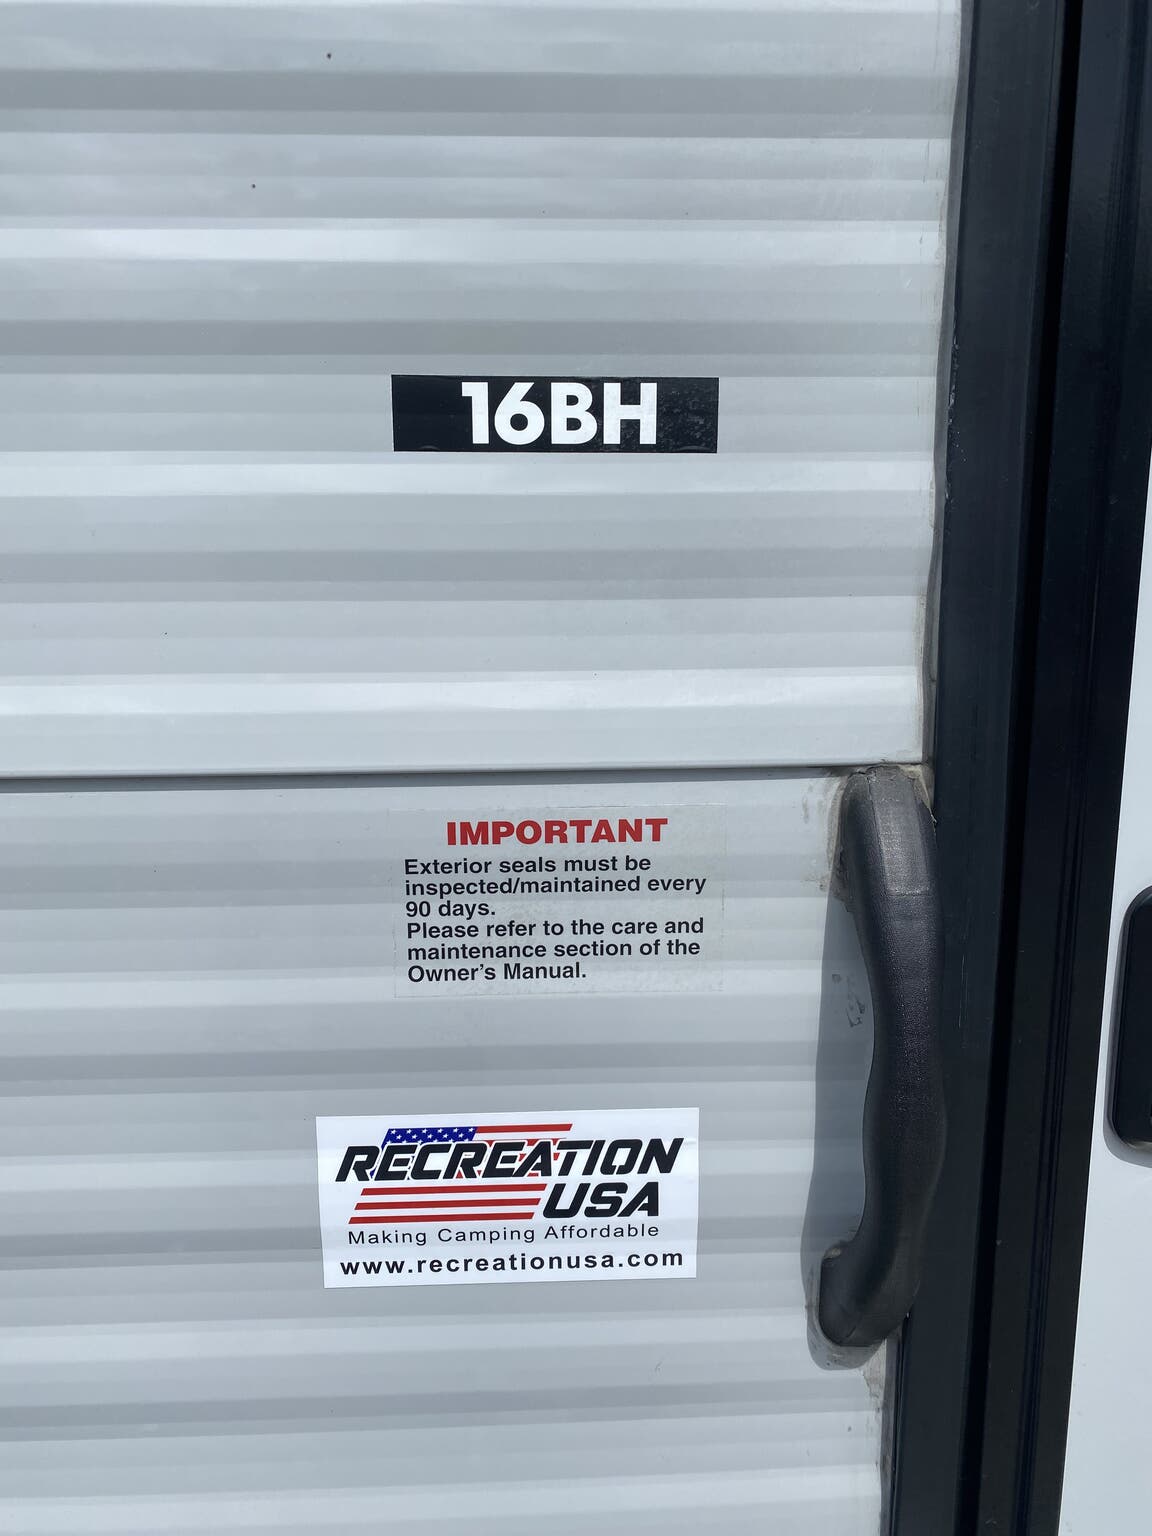 16BH
IMPORTANT
Exterior seals must be
inspected/maintained every
90 days.
Please refer to the care and
maintenance section of the
Owner's Manual.
RECREATION
USA
Making Camping Affordable
www.recreationusa.com